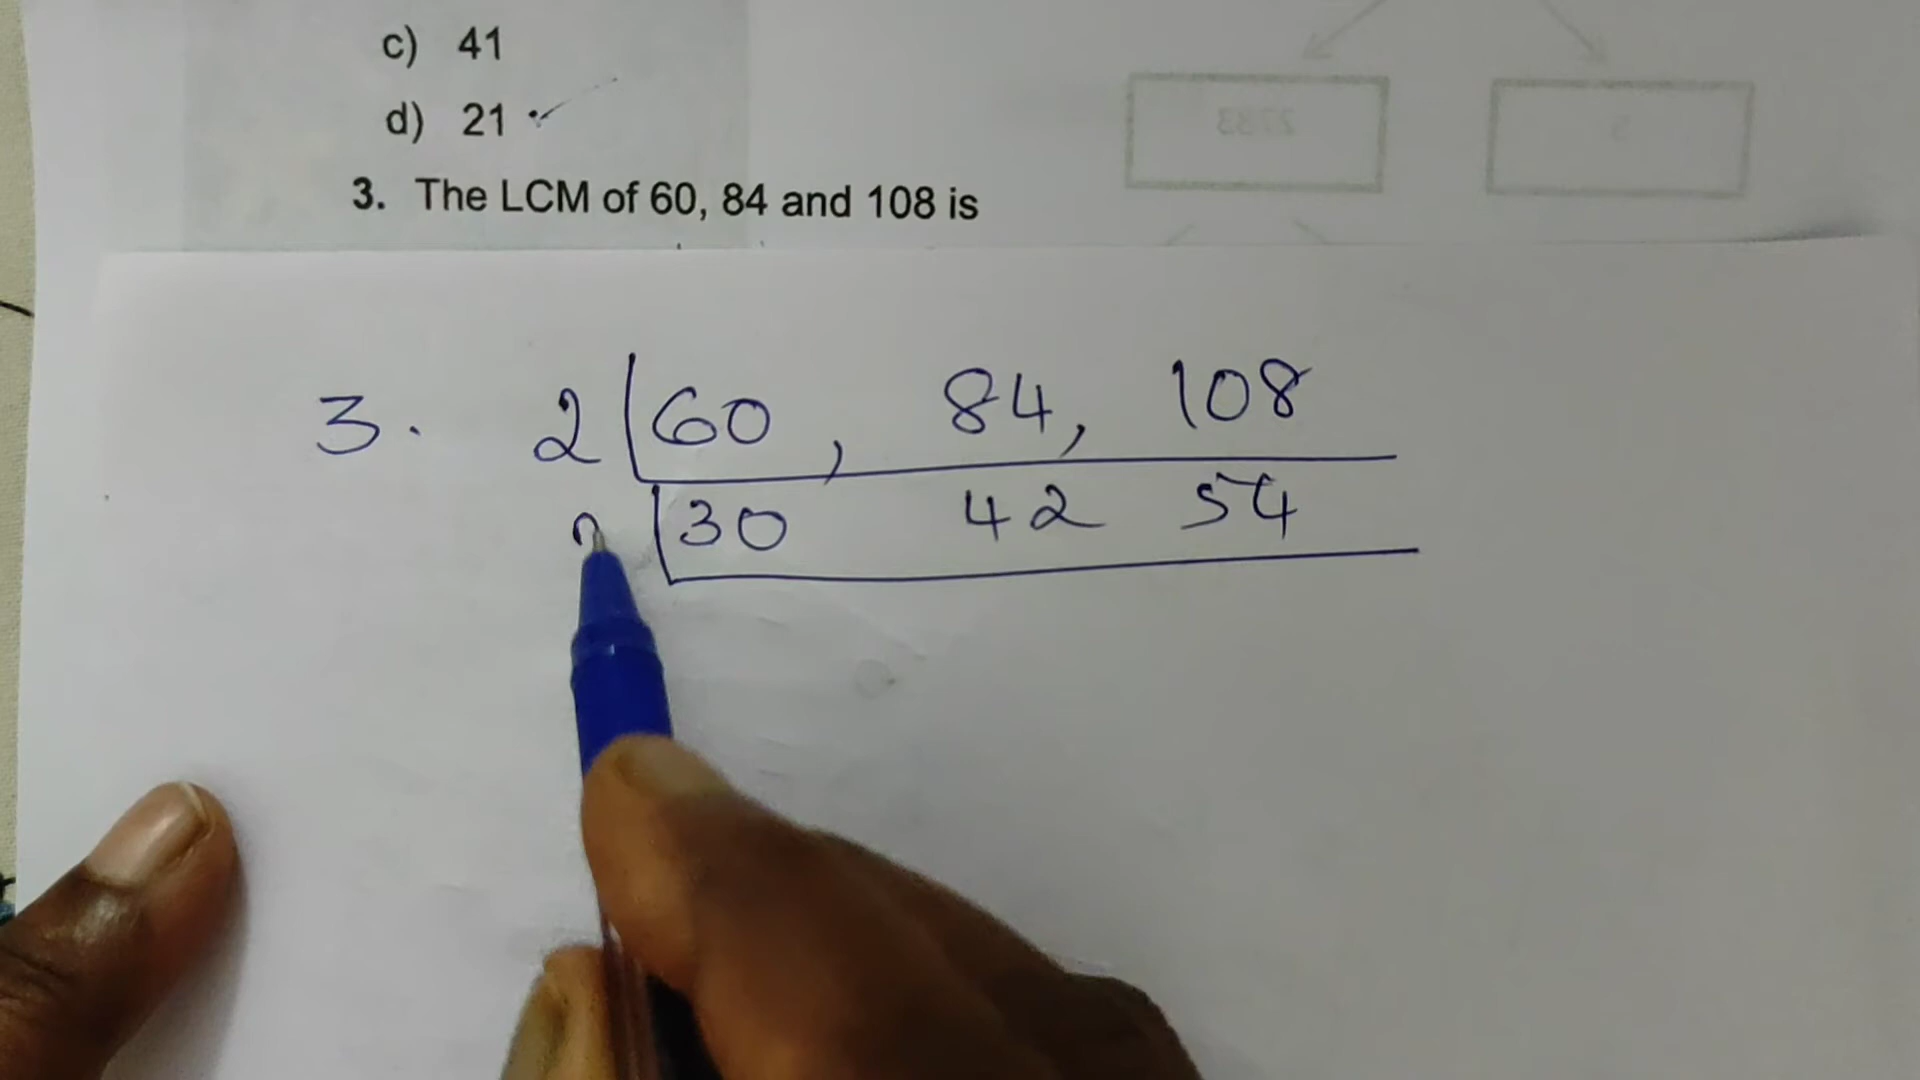 c) 41
d) 21
3. The LCM of 60, 84 and 108 is
3. 2 60, 84, 108
30 42 54